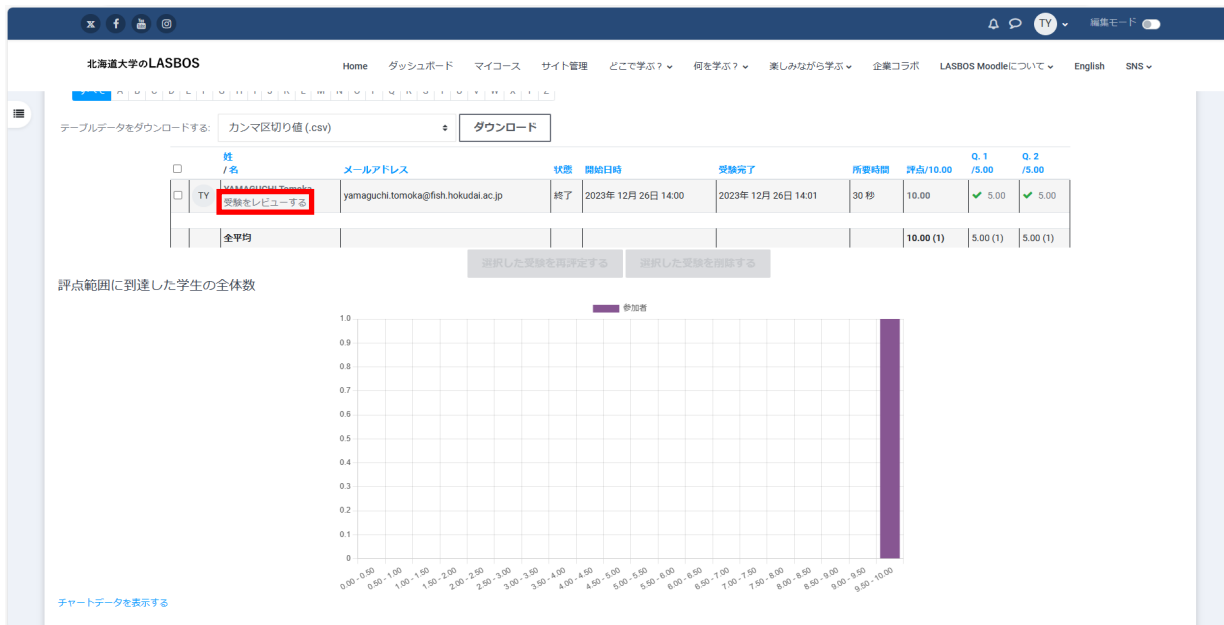 TY 編集モード
北海道大学のLASBOS
Home ダッシュボード マイコース サイト管理 どこで学ぶ? 何を学ぶ? 楽しみながら学ぶ 企業コラボ LASBOS Moodleについて English SNS
テーブルデータをダウンロードする: カンマ区切り値 (.csv) ダウンロード
姓 / 名 メールアドレス 状態 開始日時 受験完了 所要時間 評点/10.00 Q. 1 /5.00 Q. 2 /5.00
TY YAMAGUCHI Tomoka yamaguchi.tomoka@fish.hokudai.ac.jp 終了 2023年 12月 26日 14:00 2023年 12月 26日 14:01 30 秒 10.00 5.00 5.00
受験をレビューする
全平均 10.00 (1) 5.00 (1) 5.00 (1)
選択した受験を再評定する 選択した受験を削除する
評点範囲に到達した学生の全体数
参加者
1.0
0.9
0.8
0.7
0.6
0.5
0.4
0.3
0.2
0.1
0
0.00 - 0.50 0.50 - 1.00 1.00 - 1.50 1.50 - 2.00 2.00 - 2.50 2.50 - 3.00 3.00 - 3.50 3.50 - 4.00 4.00 - 4.50 4.50 - 5.00 5.00 - 5.50 5.50 - 6.00 6.00 - 6.50 6.50 - 7.00 7.00 - 7.50 7.50 - 8.00 8.00 - 8.50 8.50 - 9.00 9.00 - 9.50 9.50 - 10.00
チャートデータを表示する